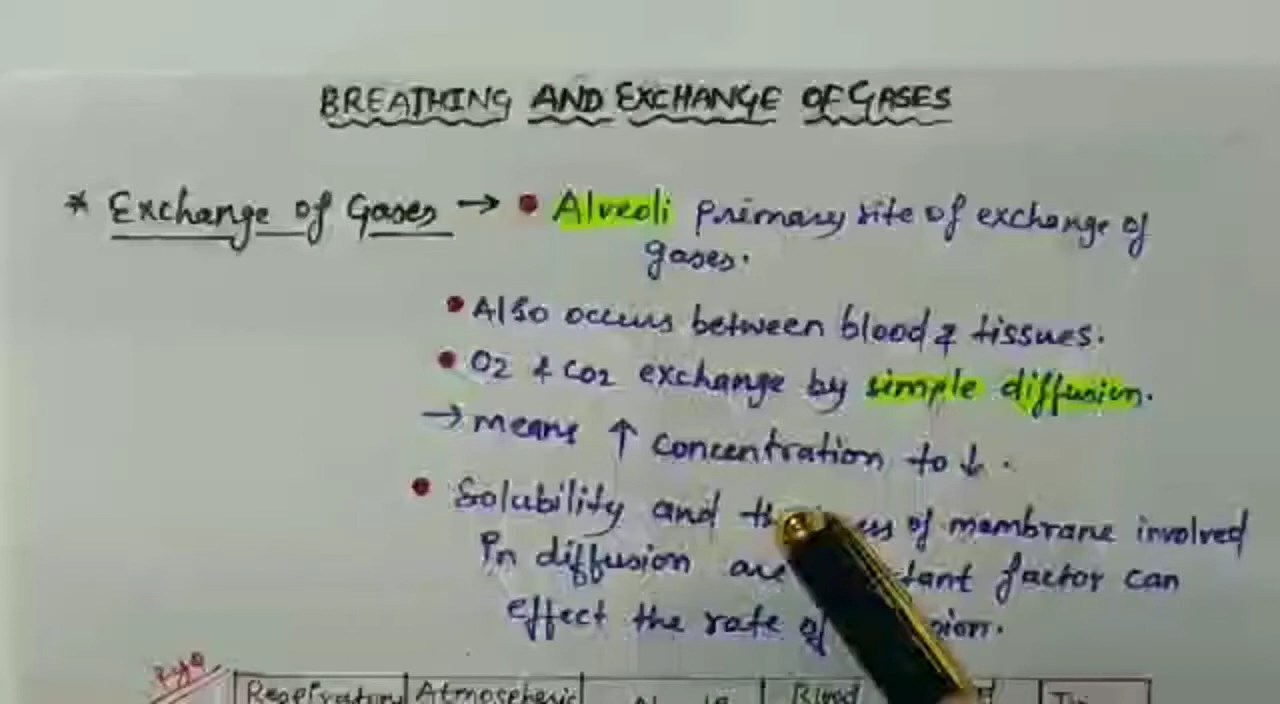 BREATHING AND EXCHANGE OF GASES
* Exchange of Gases → • Alveoli primary site of exchange of
gases.
• Also occurs between blood & tissues.
• O2 & CO2 exchange by simple diffusion.
→ means ↑ concentration to ↓.
• Solubility and of membrane involved
in diffusion are factor can
effect the rate of
Respiratory Atmospheric Blood